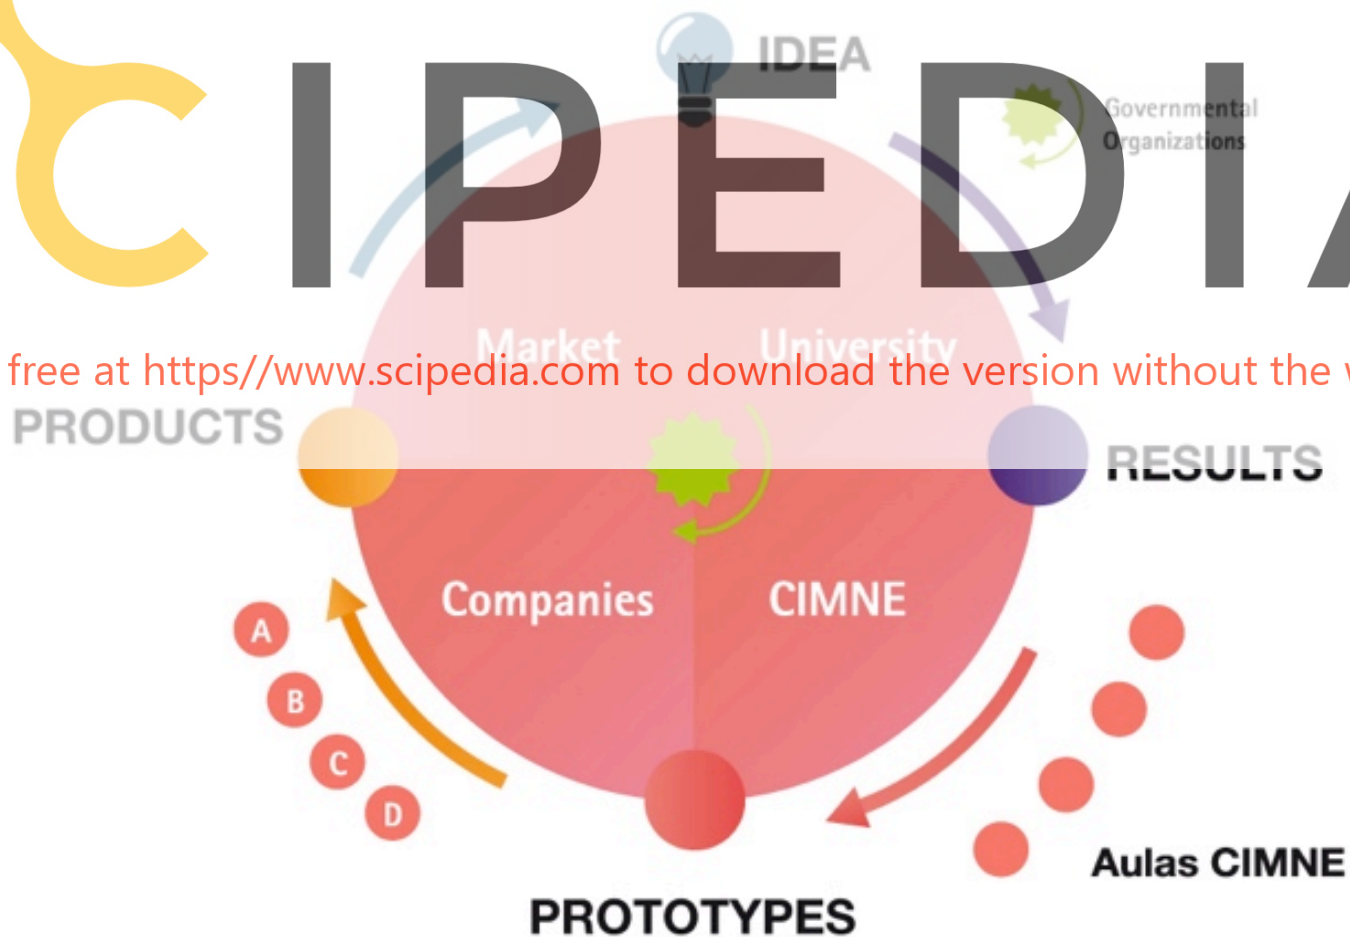 IDEA
Governmental
Organizations
CIPEDIA
Market
University
free at https//www.scipedia.com to download the version without the
PRODUCTS
RESULTS
Companies
CIMNE
A
B
C
D
Aulas CIMNE
PROTOTYPES